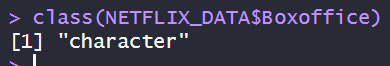 > class(NETFLIX_DATA$Boxoffice)
[1] "character"
>